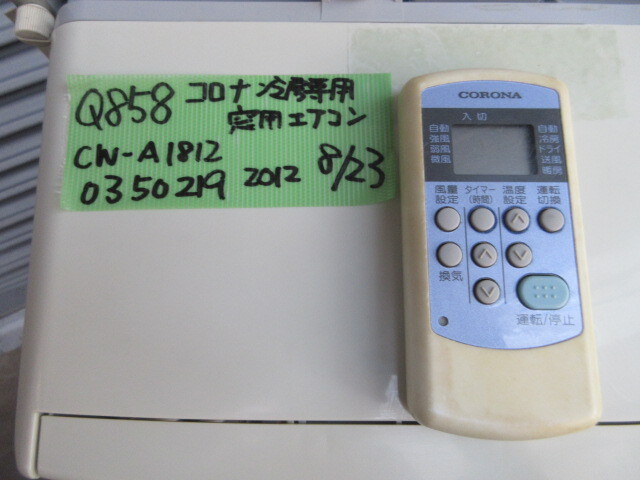 Q858 コロナ 冷房専用
窓用エアコン
CW-A1812
0350219 2012 8/23
CORONA
入 切
自動 自動
強風 冷房
弱風 ドライ
微風 送風
暖房
風量設定 タイマー(時間) 温度設定 運転切換
換気
運転/停止